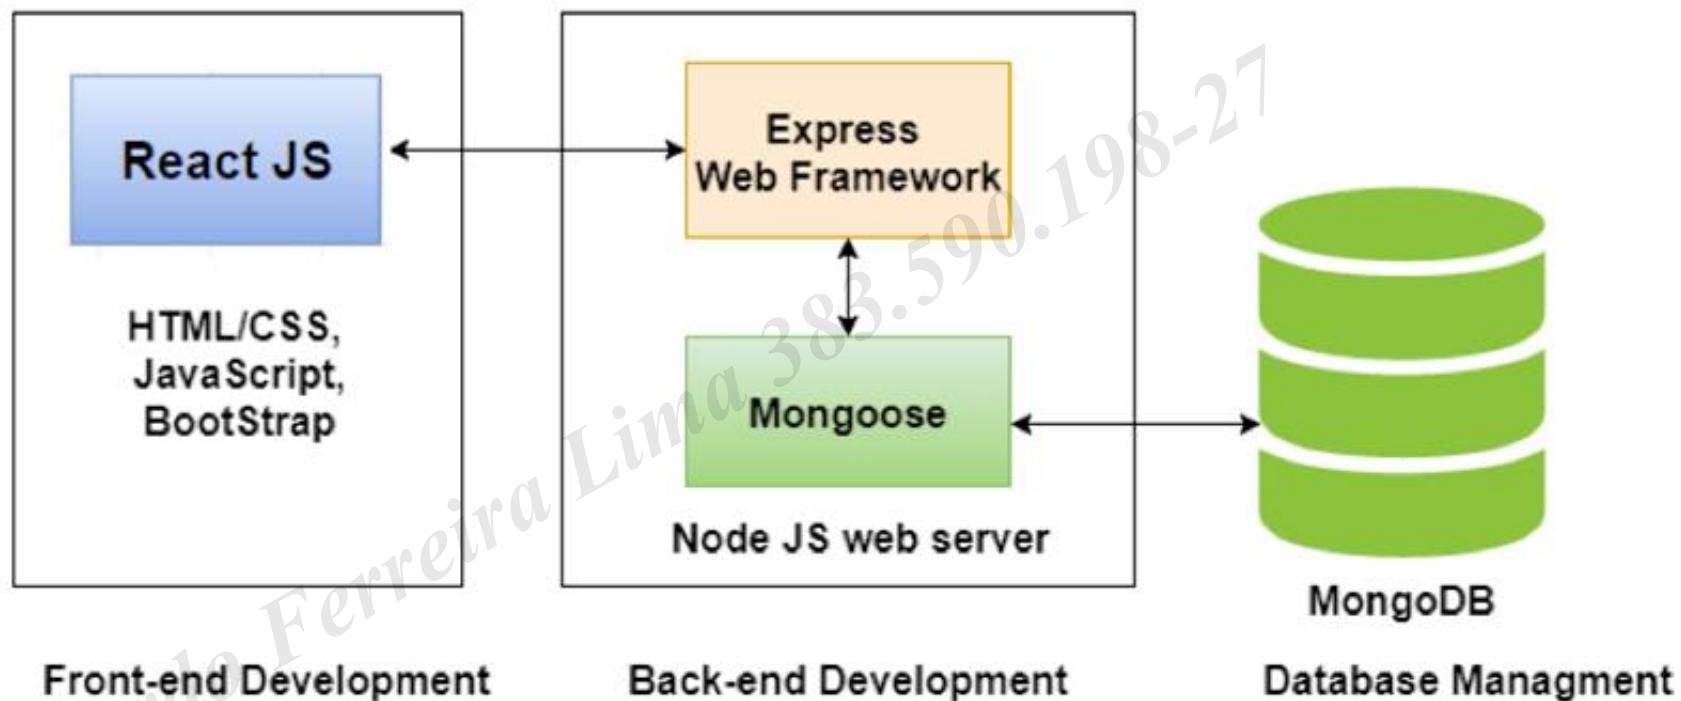 React JS
HTML/CSS,
JavaScript,
BootStrap
Front-end Development
Express
Web Framework
Mongoose
Node JS web server
Back-end Development
MongoDB
Database Managment
Ferreira Lima 383.590.198-27